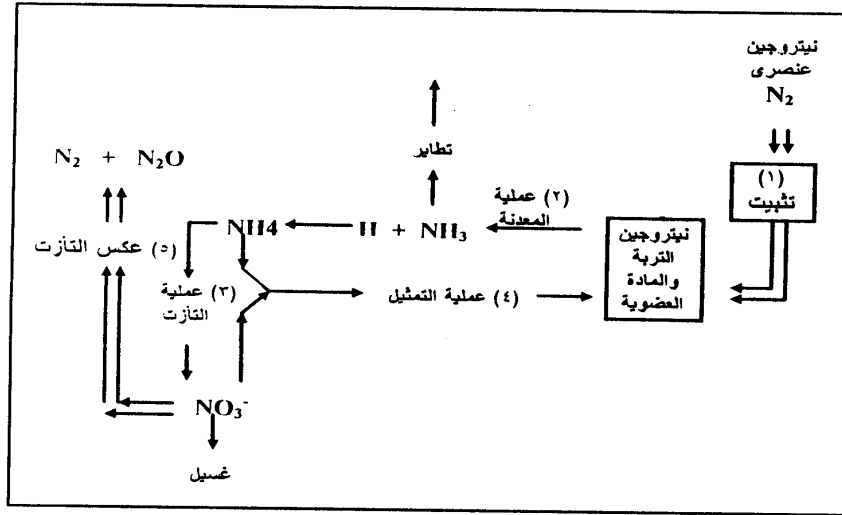 نيتروجين
عنصرى
N₂
(١)
تثبيت
نيتروجين
التربة
والمادة
العضوية
(٢) عملية
المعدنة
تطاير
H + NH₃
NH4
N₂ + N₂O
(٥) عكس التأزت
(٣) عملية
التأزت
(٤) عملية التمثيل
NO₃⁻
غسيل